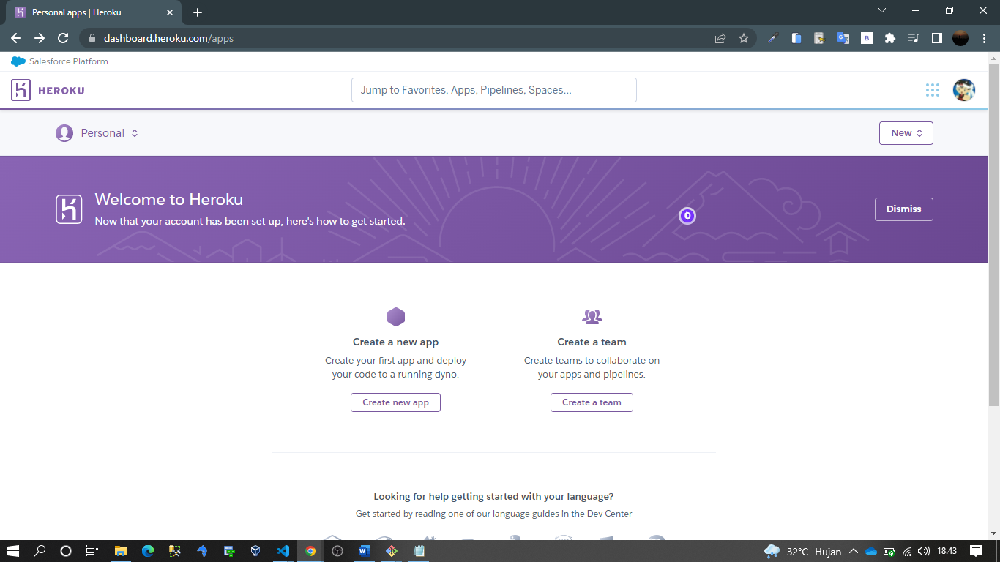 Personal apps | Heroku
dashboard.heroku.com/apps
Salesforce Platform
HEROKU
Jump to Favorites, Apps, Pipelines, Spaces...
Personal
New
Welcome to Heroku
Now that your account has been set up, here's how to get started.
Dismiss
Create a new app
Create your first app and deploy
your code to a running dyno.
Create new app
Create a team
Create teams to collaborate on
your apps and pipelines.
Create a team
Looking for help getting started with your language?
Get started by reading one of our language guides in the Dev Center
32°C Hujan
18.43